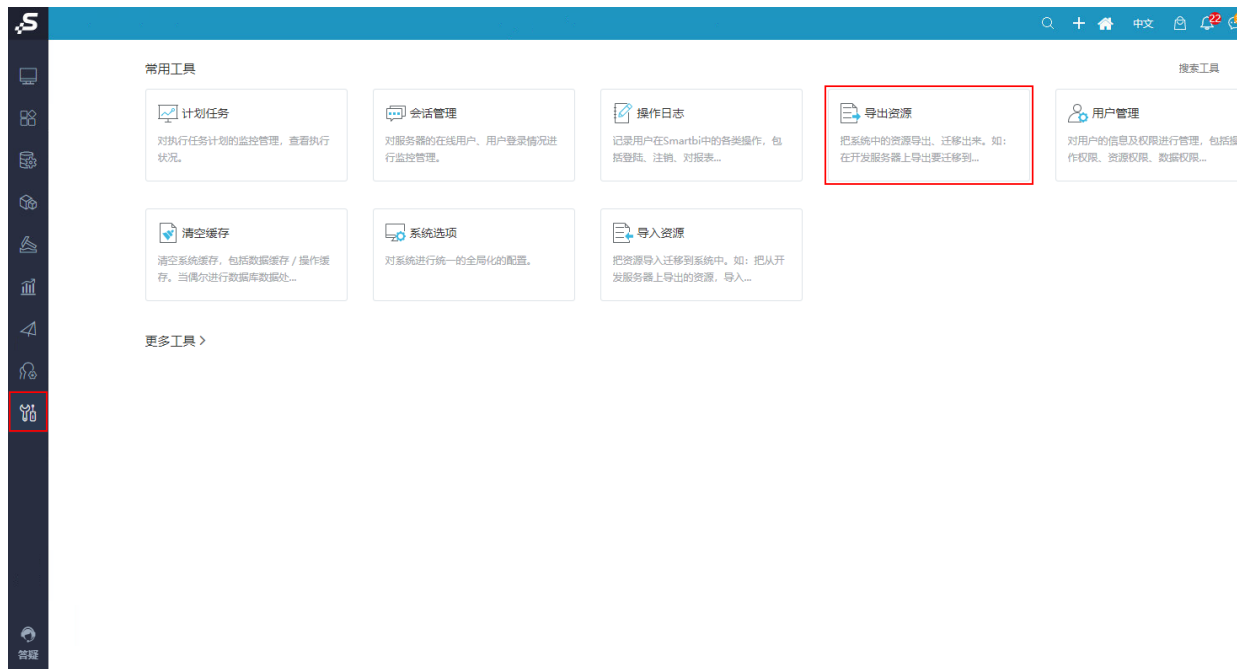 S
中文
22
常用工具
搜索工具
计划任务
对执行任务计划的监控管理，查看执行
状况。
会话管理
对服务器的在线用户、用户登录情况进
行监控管理。
操作日志
记录用户在Smartbi中的各类操作，包
括登陆、注销、对报表...
导出资源
把系统中的资源导出、迁移出来。如：
在开发服务器上导出要迁移到...
用户管理
对用户的信息及权限进行管理，包括操
作权限、资源权限、数据权限...
清空缓存
清空系统缓存，包括数据缓存 / 操作缓
存。当偶尔进行数据库数据处...
系统选项
对系统进行统一的全局化的配置。
导入资源
把资源导入迁移到系统中。如：把从开
发服务器上导出的资源，导入...
更多工具 >
答疑